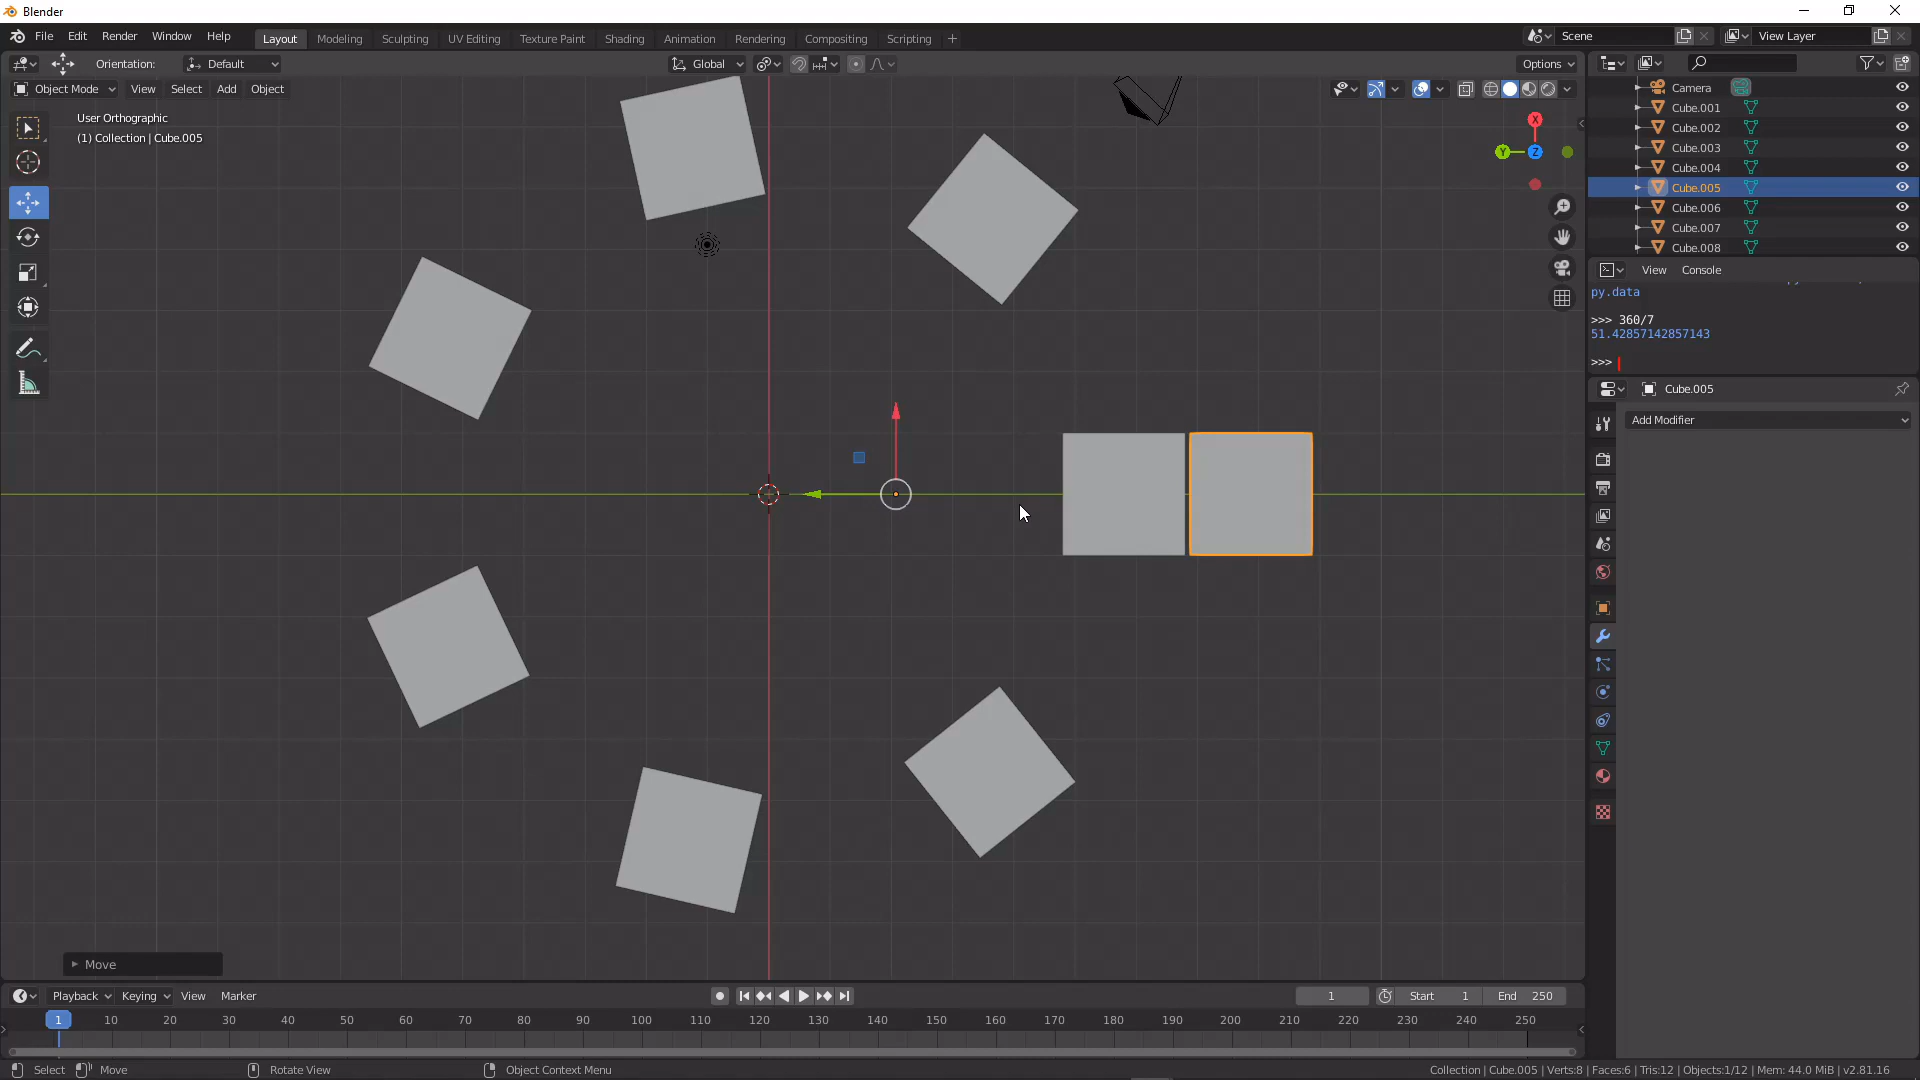 Blender
File Edit Render Window Help
Layout Modeling Sculpting UV Editing Texture Paint Shading Animation Rendering Compositing Scripting +
Scene
View Layer
Orientation: Default
Global
Options
Object Mode View Select Add Object
User Orthographic
(1) Collection | Cube.005
X
Y
Z
Camera
Cube.001
Cube.002
Cube.003
Cube.004
Cube.005
Cube.006
Cube.007
Cube.008
View Console
py.data
>>> 360/7
51.42857142857143
>>>
Cube.005
Add Modifier
Move
Playback Keying View Marker
1
Start 1
End 250
1 10 20 30 40 50 60 70 80 90 100 110 120 130 140 150 160 170 180 190 200 210 220 230 240 250
Select Move Rotate View Object Context Menu
Collection | Cube.005 | Verts:8 | Faces:6 | Tris:12 | Objects:1/12 | Mem: 44.0 MiB | v2.81.16